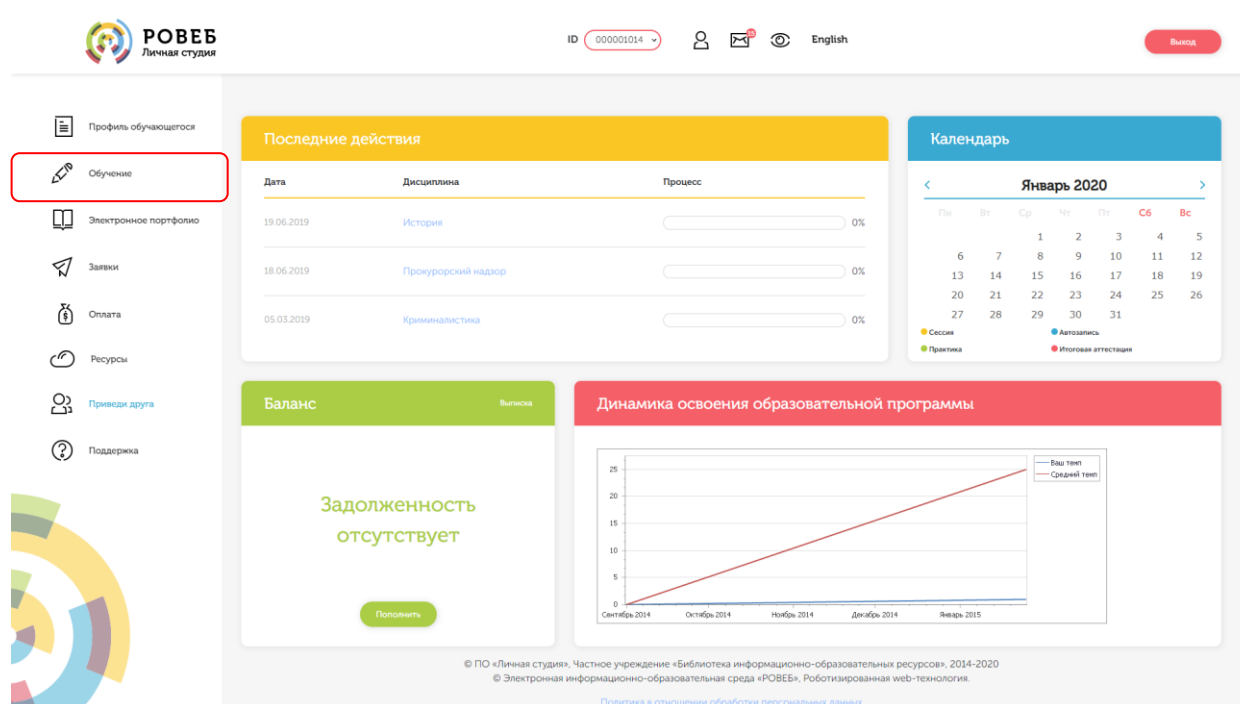 РОВЕБ
Личная студия
ID 000001014
15
English
Выход
Профиль обучающегося
Обучение
Электронное портфолио
Заявки
Оплата
Ресурсы
Приведи друга
Поддержка
Последние действия
Дата Дисциплина Процесс
19.06.2019 История 0%
18.06.2019 Прокурорский надзор 0%
05.03.2019 Криминалистика 0%
Календарь
< Январь 2020 >
Пн Вт Ср Чт Пт Сб Вс
1 2 3 4 5
6 7 8 9 10 11 12
13 14 15 16 17 18 19
20 21 22 23 24 25 26
27 28 29 30 31
Сессия Автозапись
Практика Итоговая аттестация
Баланс Выписка
Задолженность
отсутствует
Пополнить
Динамика освоения образовательной программы
25
20
15
10
5
0
Сентябрь 2014 Октябрь 2014 Ноябрь 2014 Декабрь 2014 Январь 2015
Ваш темп
Средний темп
© ПО «Личная студия», Частное учреждение «Библиотека информационно-образовательных ресурсов», 2014-2020
© Электронная информационно-образовательная среда «РОВЕБ», Роботизированная web-технология.
Политика в отношении обработки персональных данных